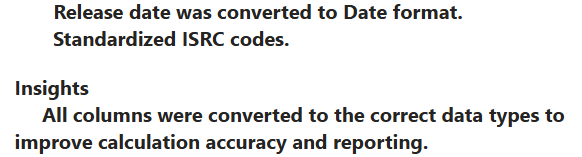 Release date was converted to Date format.
Standardized ISRC codes.
Insights
All columns were converted to the correct data types to
improve calculation accuracy and reporting.